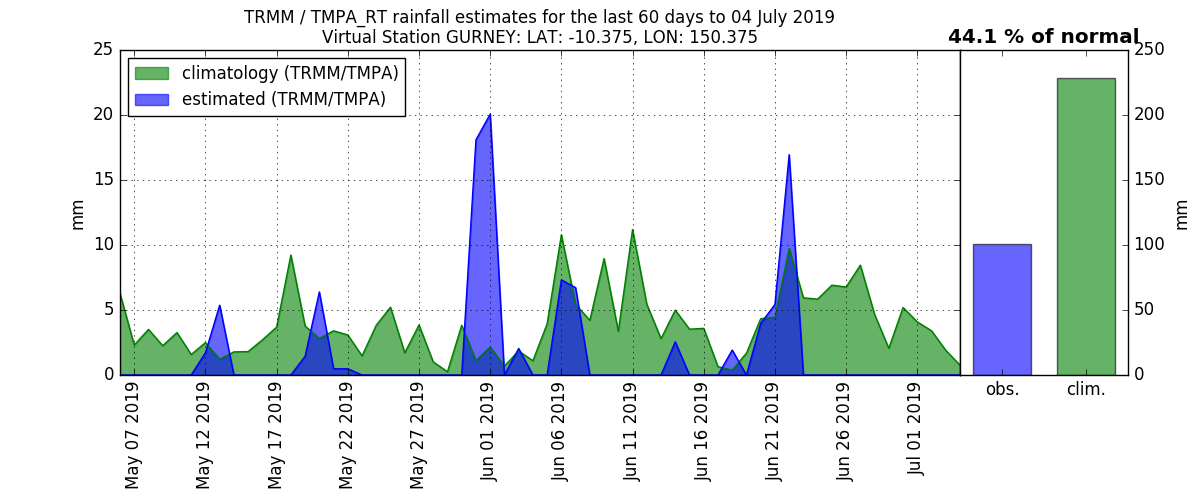 TRMM / TMPA_RT rainfall estimates for the last 60 days to 04 July 2019
Virtual Station GURNEY: LAT: -10.375, LON: 150.375
44.1 % of normal
climatology (TRMM/TMPA)
estimated (TRMM/TMPA)
25
20
15
10
5
0
mm
May 07 2019
May 12 2019
May 17 2019
May 22 2019
May 27 2019
Jun 01 2019
Jun 06 2019
Jun 11 2019
Jun 16 2019
Jun 21 2019
Jun 26 2019
Jul 01 2019
obs.
clim.
250
200
150
100
50
0
mm